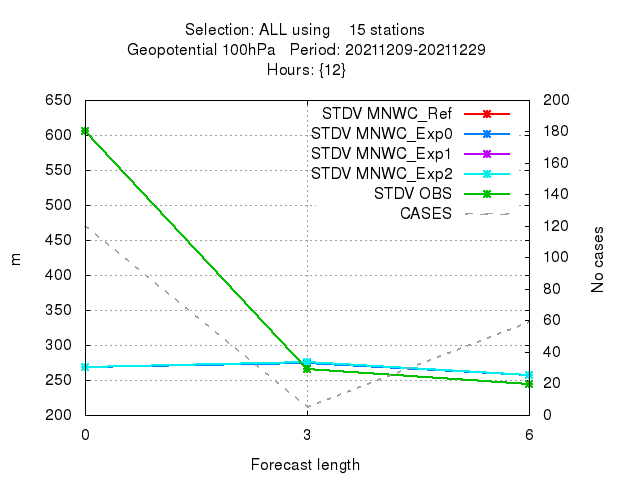 Selection: ALL using    15 stations
Geopotential 100hPa   Period: 20211209-20211229
Hours: {12}
650 200
STDV MNWC_Ref
600 180
STDV MNWC_Exp0
550 160
STDV MNWC_Exp1
500 140
STDV MNWC_Exp2
STDV OBS
450 120
CASES
400 100
350 80
300 60
250 40
200 20
0
m
No cases
0 3 6
Forecast length